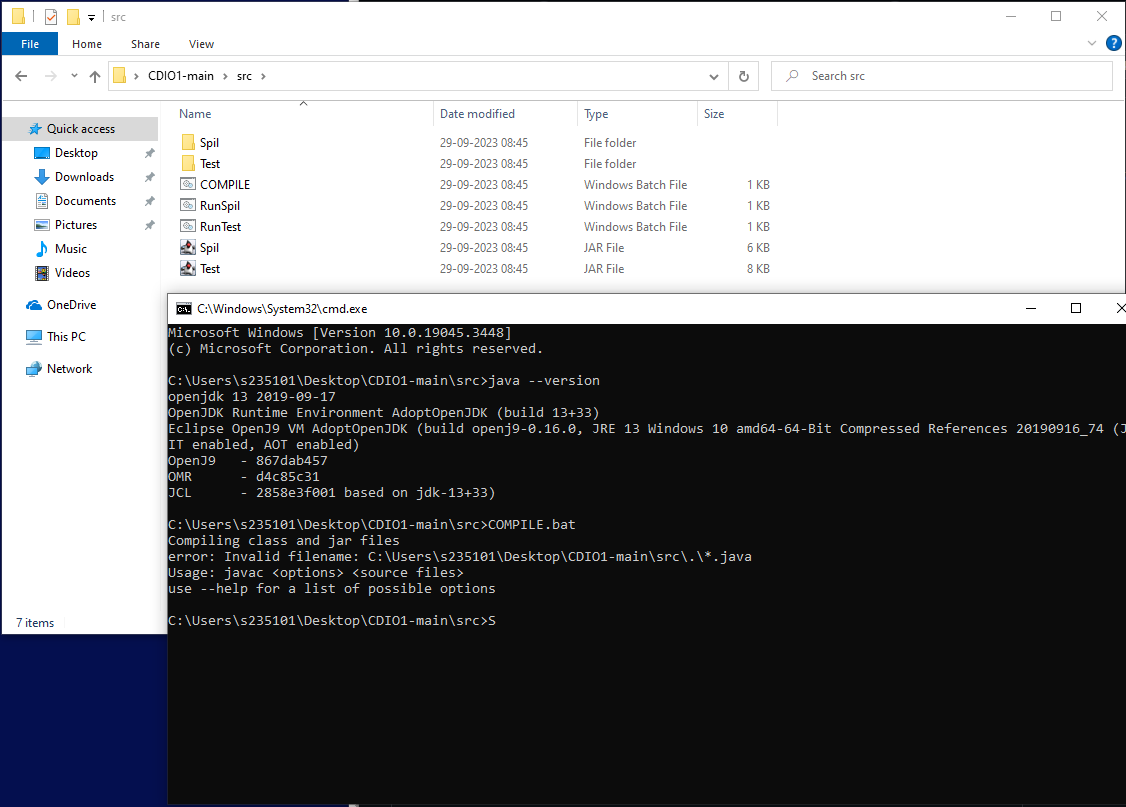 src
File Home Share View
CDIO1-main src
Search src
Name Date modified Type Size
Quick access
Desktop
Downloads
Documents
Pictures
Music
Videos
OneDrive
This PC
Network
Spil 29-09-2023 08:45 File folder
Test 29-09-2023 08:45 File folder
COMPILE 29-09-2023 08:45 Windows Batch File 1 KB
RunSpil 29-09-2023 08:45 Windows Batch File 1 KB
RunTest 29-09-2023 08:45 Windows Batch File 1 KB
Spil 29-09-2023 08:45 JAR File 6 KB
Test 29-09-2023 08:45 JAR File 8 KB
7 items
C:\Windows\System32\cmd.exe
Microsoft Windows [Version 10.0.19045.3448]
(c) Microsoft Corporation. All rights reserved.
C:\Users\s235101\Desktop\CDIO1-main\src>java --version
openjdk 13 2019-09-17
OpenJDK Runtime Environment AdoptOpenJDK (build 13+33)
Eclipse OpenJ9 VM AdoptOpenJDK (build openj9-0.16.0, JRE 13 Windows 10 amd64-64-Bit Compressed References 20190916_74 (J
IT enabled, AOT enabled)
OpenJ9   - 867dab457
OMR      - d4c85c31
JCL      - 2858e3f001 based on jdk-13+33)
C:\Users\s235101\Desktop\CDIO1-main\src>COMPILE.bat
Compiling class and jar files
error: Invalid filename: C:\Users\s235101\Desktop\CDIO1-main\src\.\*.java
Usage: javac <options> <source files>
use --help for a list of possible options
C:\Users\s235101\Desktop\CDIO1-main\src>S